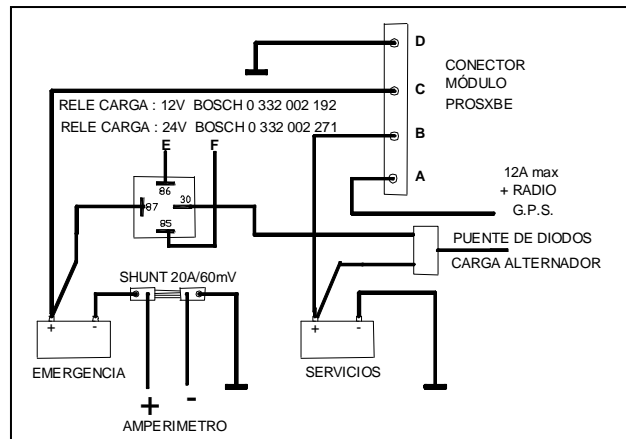 D
CONECTOR
MÓDULO
PROSXBE
C
RELE CARGA : 12V BOSCH 0 332 002 192
RELE CARGA : 24V BOSCH 0 332 002 271
B
E F
A
12A max
+ RADIO
G.P.S.
86
87 30
85
PUENTE DE DIODOS
CARGA ALTERNADOR
SHUNT 20A/60mV
+ -
+ -
EMERGENCIA
SERVICIOS
+ -
AMPERIMETRO